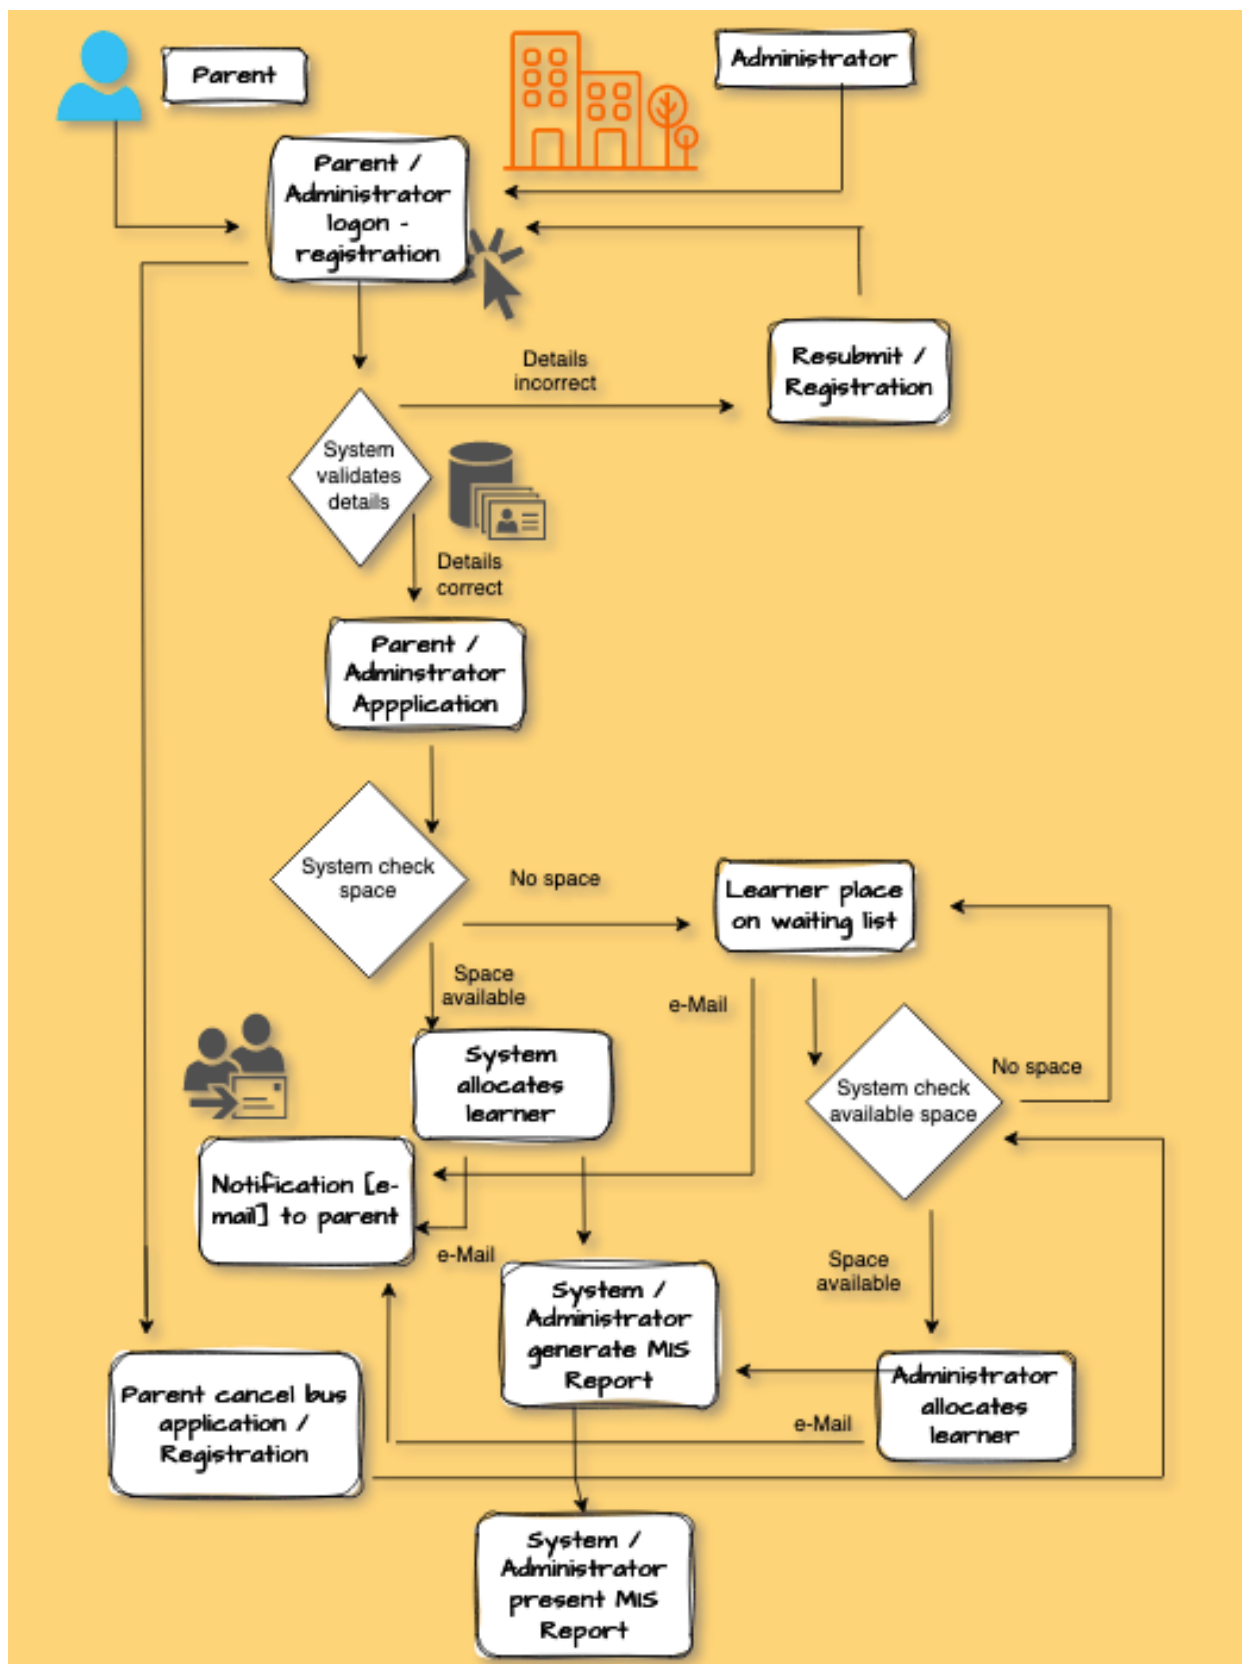 Parent
Administrator
Parent /
Administrator
logon -
registration
Details
incorrect
Resubmit /
Registration
System
validates
details
Details
correct
Parent /
Adminstrator
Appplication
System check
space
No space
Learner place
on waiting list
Space
available
e-Mail
System
allocates
learner
No space
System check
available space
Notification [e-
mail] to parent
e-Mail
Space
available
System /
Administrator
generate MIS
Report
Parent cancel bus
application /
Registration
Administrator
allocates
learner
e-Mail
System /
Administrator
present MIS
Report